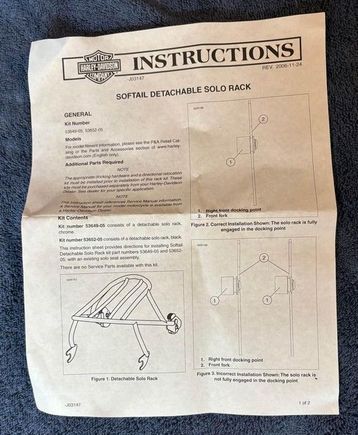 MOTOR
HARLEY-DAVIDSON
COMPANY
INSTRUCTIONS
-J03147
REV. 2006-11-24
SOFTAIL DETACHABLE SOLO RACK
GENERAL
Kit Number
53649-05, 53652-05
Models
For model fitment information, please see the P&A Retail Cat-
alog or the Parts and Accessories section of www.harley-
davidson.com (English only).
Additional Parts Required
NOTE
The appropriate docking hardware and a directional relocation
kit must be installed prior to installation of this rack kit. These
kits must be purchased separately from your Harley-Davidson
Dealer. See dealer for your specific application.
NOTE
This instruction sheet references Service Manual information.
A Service Manual for your model motorcycle is available from
a Harley-Davidson Dealer.
Kit Contents
Kit number 53649-05 consists of a detachable solo rack,
chrome.
Kit number 53652-05 consists of a detachable solo rack, black.
This instruction sheet provides directions for installing Softail
Detachable Solo Rack kit part numbers 53649-05 and 53652-
05, with an existing solo seat assembly.
There are no Service Parts available with this kit.
Figure 1. Detachable Solo Rack
2
1
1. Right front docking point
2. Front fork
Figure 2. Correct Installation Shown: The solo rack is fully
engaged in the docking point
2
1
1
1. Right front docking point
2. Front fork
Figure 3. Incorrect Installation Shown: The solo rack is
not fully engaged in the docking point
-J03147
1 of 2